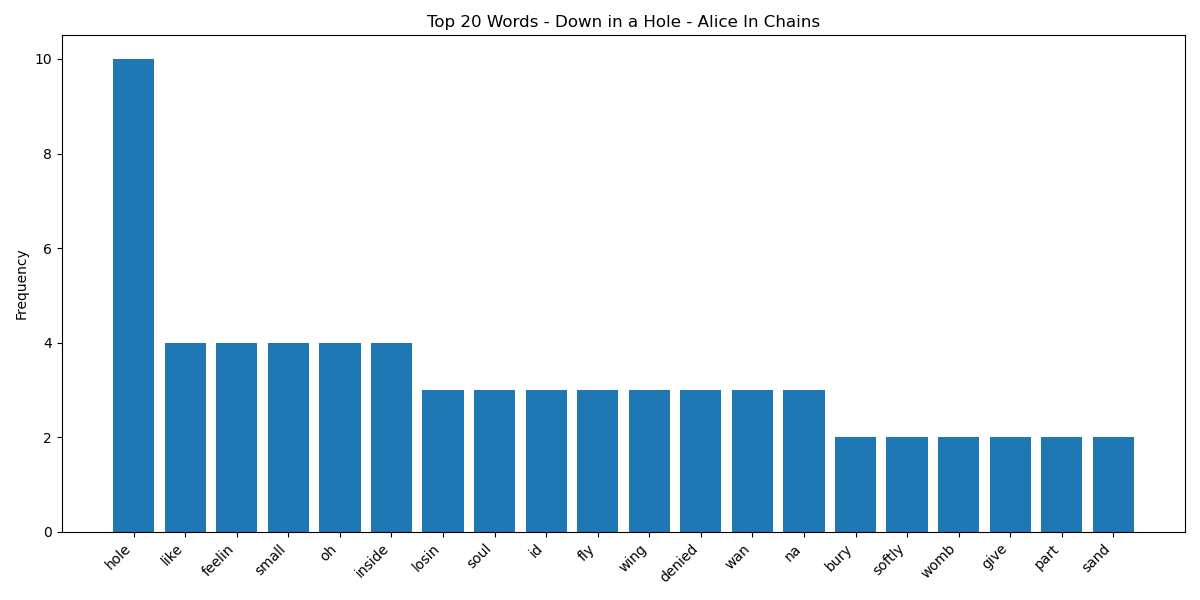 Top 20 Words - Down in a Hole - Alice In Chains
Frequency
10
8
6
4
2
0
hole
like
feelin
small
oh
inside
losin
soul
id
fly
wing
denied
wan
na
bury
softly
womb
give
part
sand